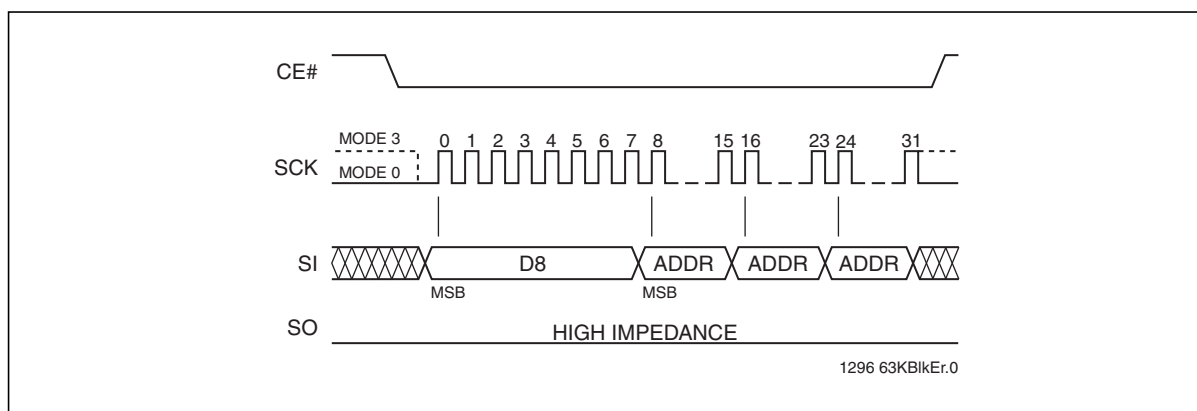 CE#
MODE 3
0 1 2 3 4 5 6 7 8 15 16 23 24 31
SCK
MODE 0
SI
D8 ADDR ADDR ADDR
MSB MSB
SO
HIGH IMPEDANCE
1296 63KBlkEr.0